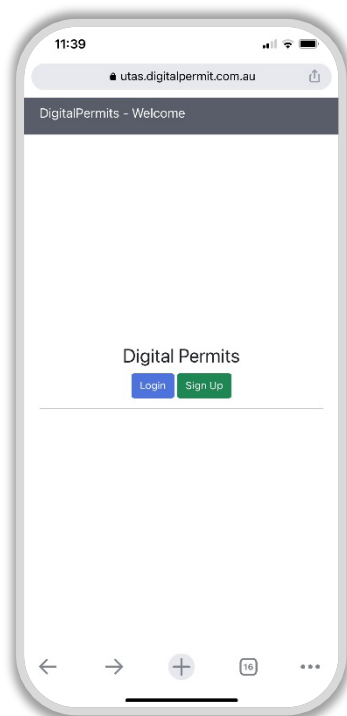 11:39
utas.digitalpermit.com.au
DigitalPermits - Welcome
Digital Permits
Login Sign Up
16